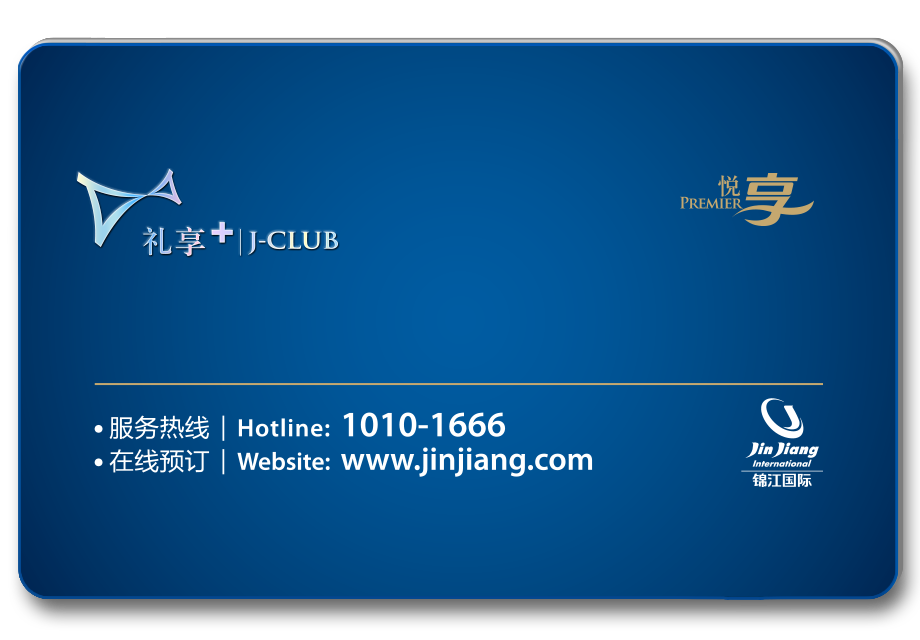 礼享+ | J-CLUB
悦享
PREMIER
• 服务热线 | Hotline: 1010-1666
• 在线预订 | Website: www.jinjiang.com
Jin Jiang
International
锦江国际